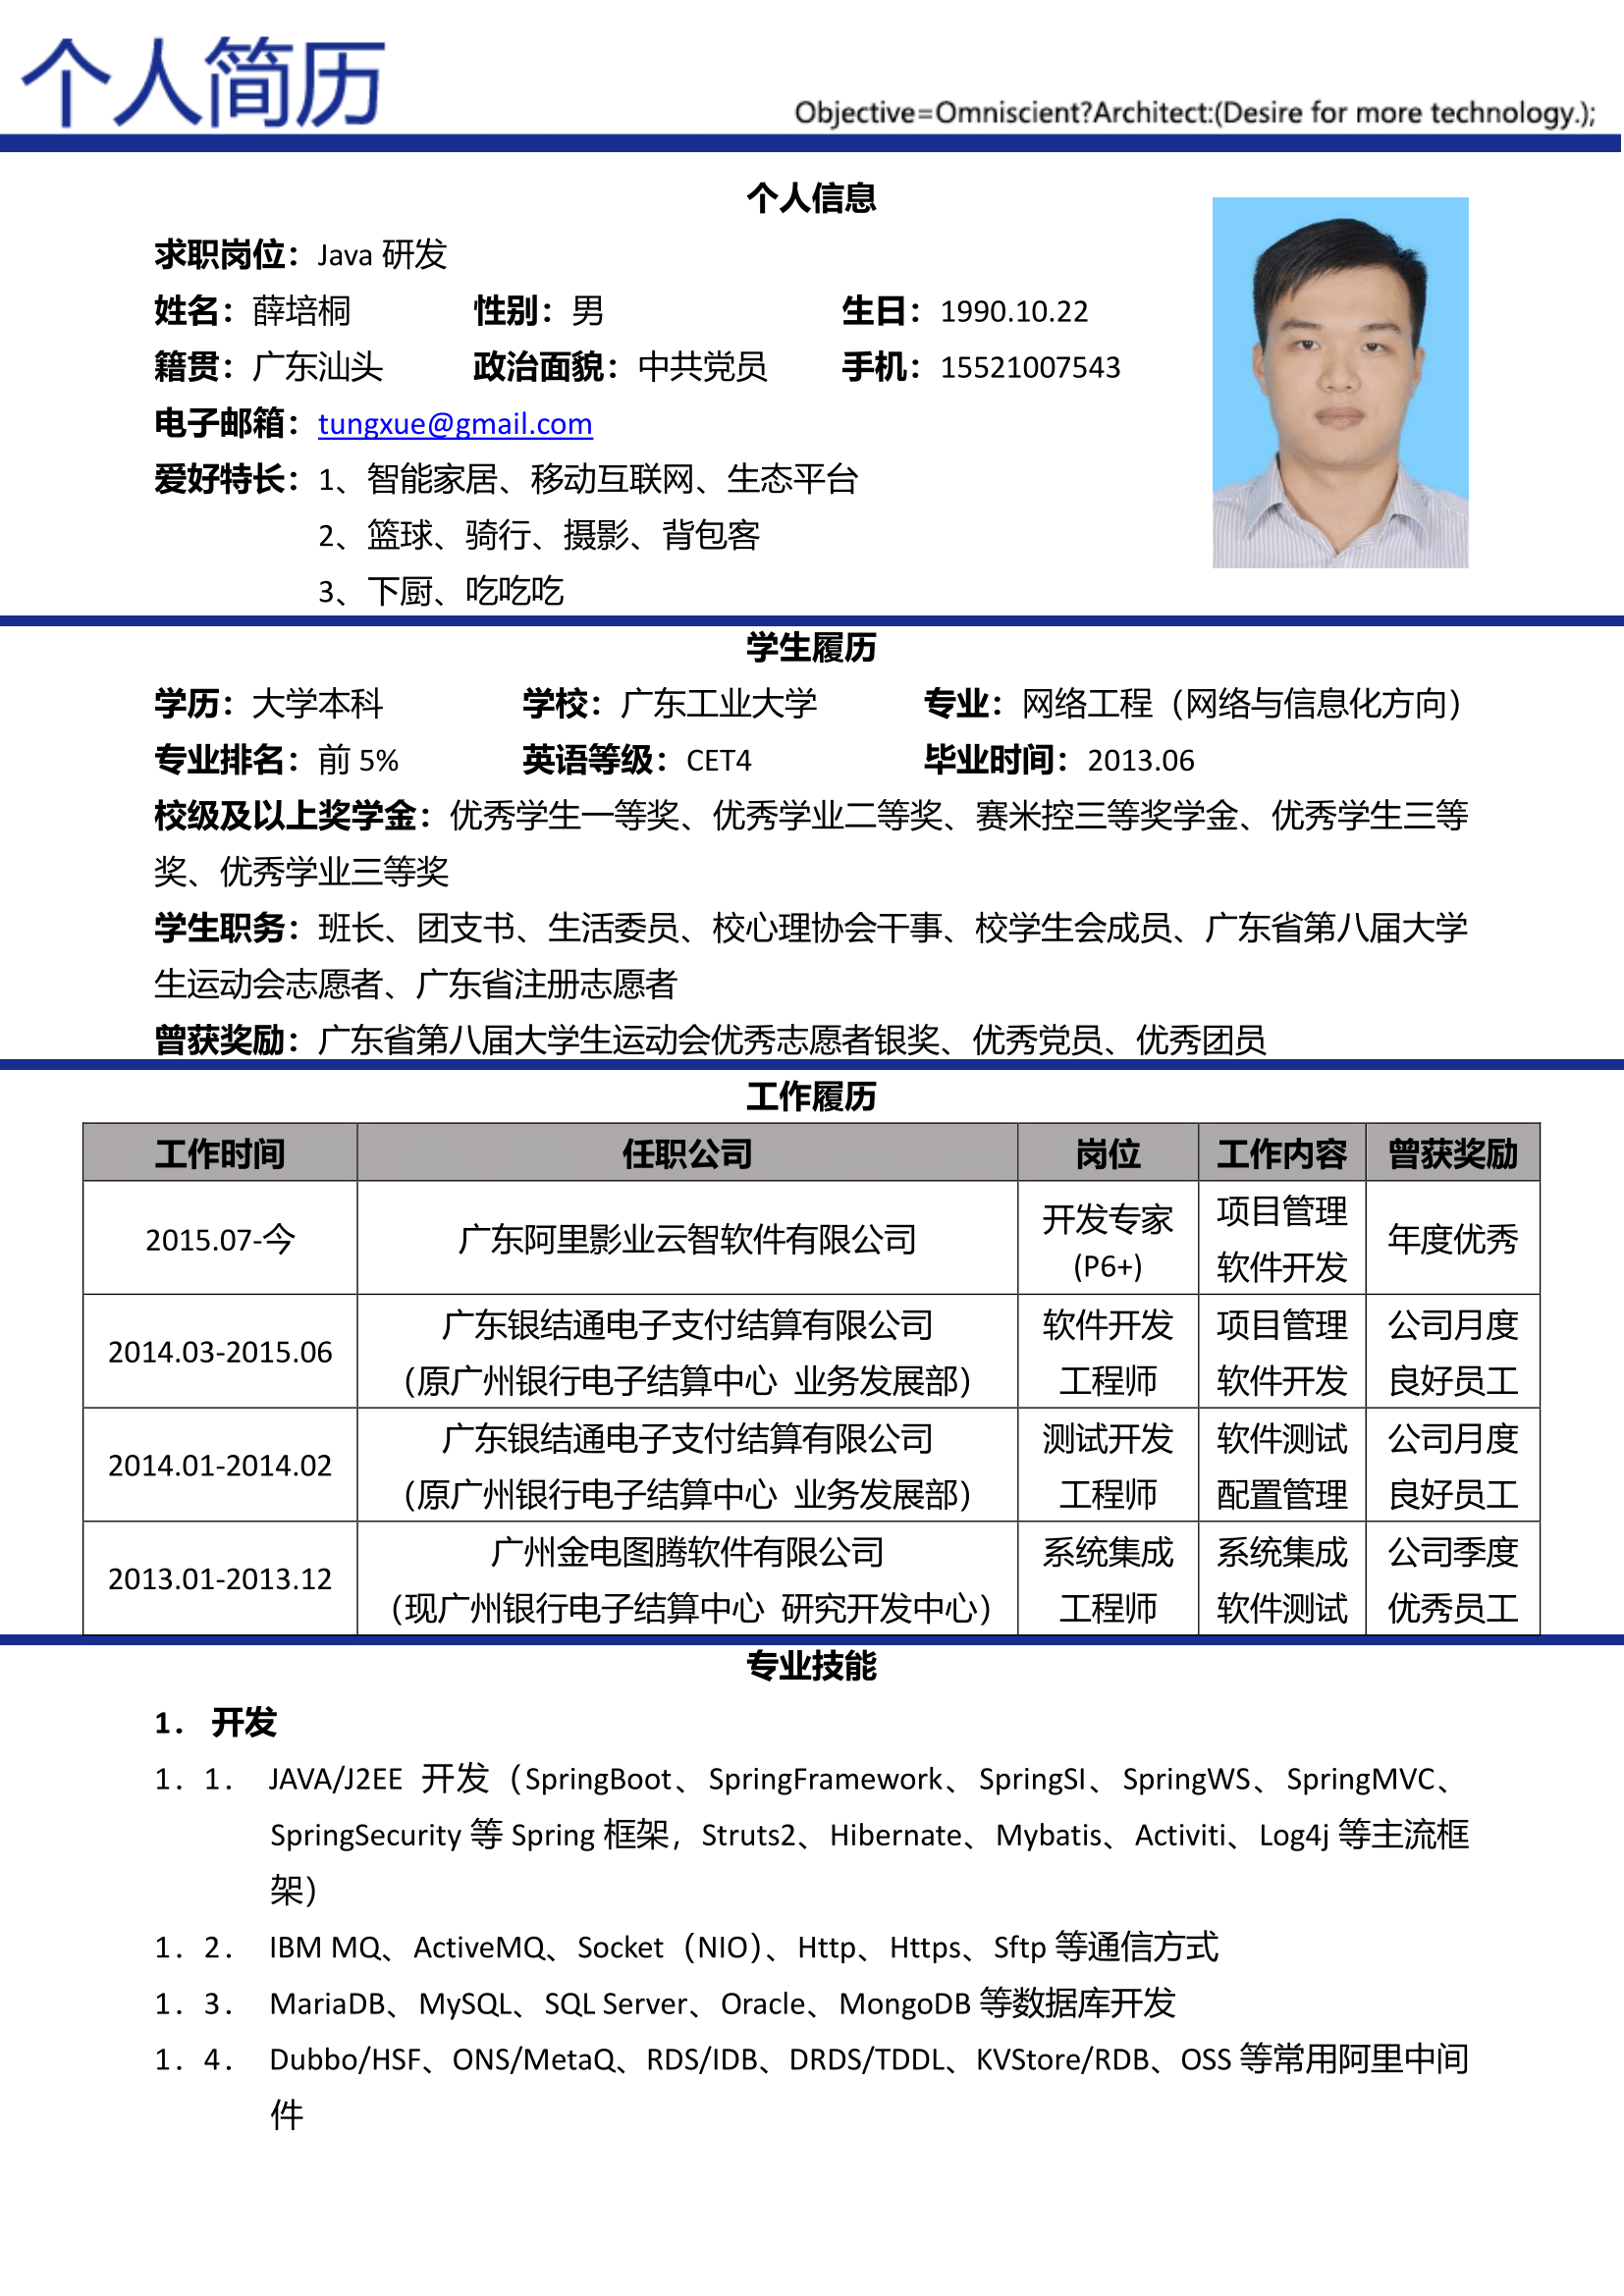 个人简历
Objective=Omniscient?Architect:(Desire for more technology.);
个人信息
求职岗位：Java 研发
姓名：薛培桐 性别：男 生日：1990.10.22
籍贯：广东汕头 政治面貌：中共党员 手机：15521007543
电子邮箱：tungxue@gmail.com
爱好特长：1、智能家居、移动互联网、生态平台
2、篮球、骑行、摄影、背包客
3、下厨、吃吃吃
学生履历
学历：大学本科 学校：广东工业大学 专业：网络工程（网络与信息化方向）
专业排名：前 5% 英语等级：CET4 毕业时间：2013.06
校级及以上奖学金：优秀学生一等奖、优秀学业二等奖、赛米控三等奖学金、优秀学生三等
奖、优秀学业三等奖
学生职务：班长、团支书、生活委员、校心理协会干事、校学生会成员、广东省第八届大学
生运动会志愿者、广东省注册志愿者
曾获奖励：广东省第八届大学生运动会优秀志愿者银奖、优秀党员、优秀团员
工作履历
工作时间 任职公司 岗位 工作内容 曾获奖励
2015.07-今 广东阿里影业云智软件有限公司 开发专家 (P6+) 项目管理 软件开发 年度优秀
2014.03-2015.06 广东银结通电子支付结算有限公司 （原广州银行电子结算中心 业务发展部） 软件开发 工程师 项目管理 软件开发 公司月度 良好员工
2014.01-2014.02 广东银结通电子支付结算有限公司 （原广州银行电子结算中心 业务发展部） 测试开发 工程师 软件测试 配置管理 公司月度 良好员工
2013.01-2013.12 广州金电图腾软件有限公司 （现广州银行电子结算中心 研究开发中心） 系统集成 工程师 系统集成 软件测试 公司季度 优秀员工
专业技能
1. 开发
1. 1. JAVA/J2EE 开发（SpringBoot、SpringFramework、SpringSI、SpringWS、SpringMVC、
SpringSecurity 等 Spring 框架，Struts2、Hibernate、Mybatis、Activiti、Log4j 等主流框
架）
1. 2. IBM MQ、ActiveMQ、Socket（NIO）、Http、Https、Sftp 等通信方式
1. 3. MariaDB、MySQL、SQL Server、Oracle、MongoDB 等数据库开发
1. 4. Dubbo/HSF、ONS/MetaQ、RDS/IDB、DRDS/TDDL、KVStore/RDB、OSS 等常用阿里中间
件